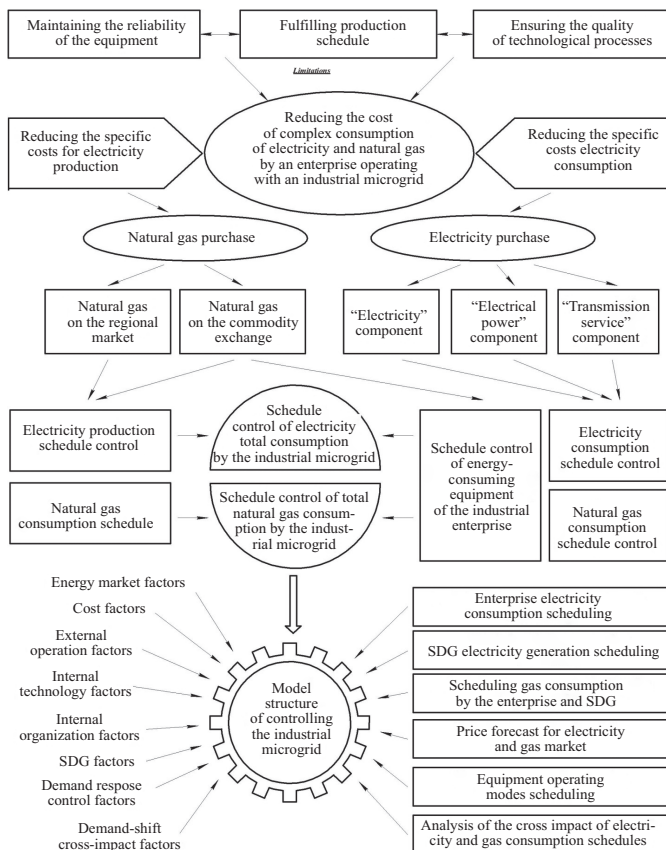 Maintaining the reliability
of the equipment
Fulfilling production
schedule
Ensuring the quality
of technological processes
Limitations
Reducing the specific
costs for electricity
production
Reducing the cost
of complex consumption
of electricity and natural gas
by an enterprise operating
with an industrial microgrid
Reducing the specific
costs electricity
consumption
Natural gas purchase
Electricity purchase
Natural gas
on the regional
market
Natural gas
on the commodity
exchange
“Electricity”
component
“Electrical
power”
component
“Transmission
service”
component
Electricity production
schedule control
Schedule
control of electricity
total consumption
by the industrial microgrid
Schedule control
of energy-
consuming
equipment
of the industrial
enterprise
Electricity
consumption
schedule control
Natural gas
consumption schedule
Schedule control of total
natural gas consum-
ption by the indust-
rial microgrid
Natural gas
consumption
schedule control
Energy market factors
Cost factors
External
operation factors
Internal
technology factors
Internal
organization factors
SDG factors
Demand respose
control factors
Demand-shift
cross-impact factors
Model
structure
of controlling
the industrial
microgrid
Enterprise electricity
consumption scheduling
SDG electricity generation scheduling
Scheduling gas consumption
by the enterprise and SDG
Price forecast for electricity
and gas market
Equipment operating
modes scheduling
Analysis of the cross impact of electri-
city and gas consumption schedules